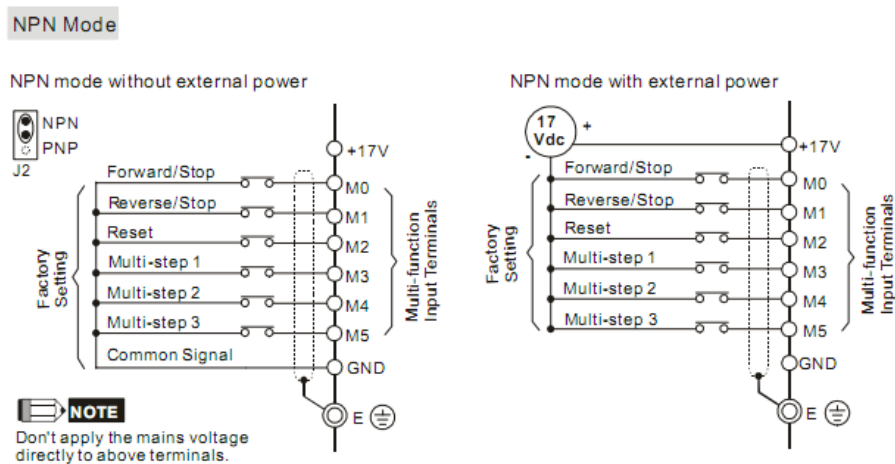 NPN Mode
NPN mode without external power
NPN
PNP
J2
+17V
Forward/Stop
M0
Reverse/Stop
M1
Reset
M2
Multi-step 1
M3
Multi-step 2
M4
Multi-step 3
M5
Common Signal
GND
E
Factory
Setting
Multi-function
Input Terminals
NOTE
Don't apply the mains voltage
directly to above terminals.
NPN mode with external power
17
Vdc
+
-
+17V
Forward/Stop
M0
Reverse/Stop
M1
Reset
M2
Multi-step 1
M3
Multi-step 2
M4
Multi-step 3
M5
GND
E
Factory
Setting
Multi-function
Input Terminals